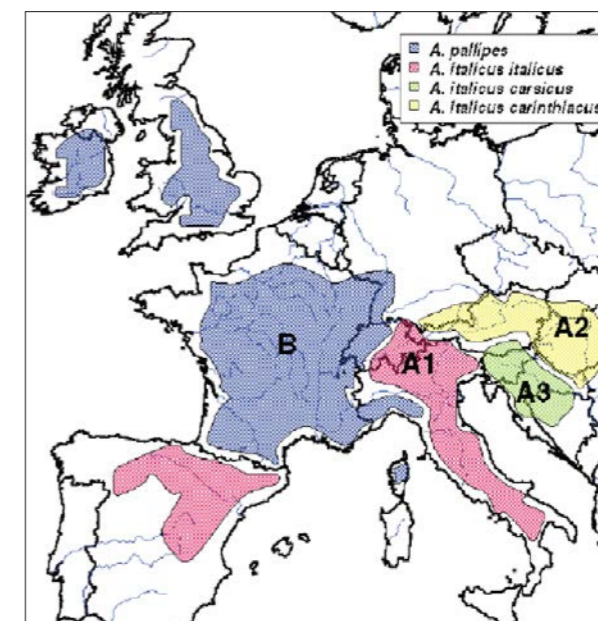 A. pallipes
A. italicus italicus
A. italicus carsicus
A. italicus carinthiacus
B
A1
A2
A3